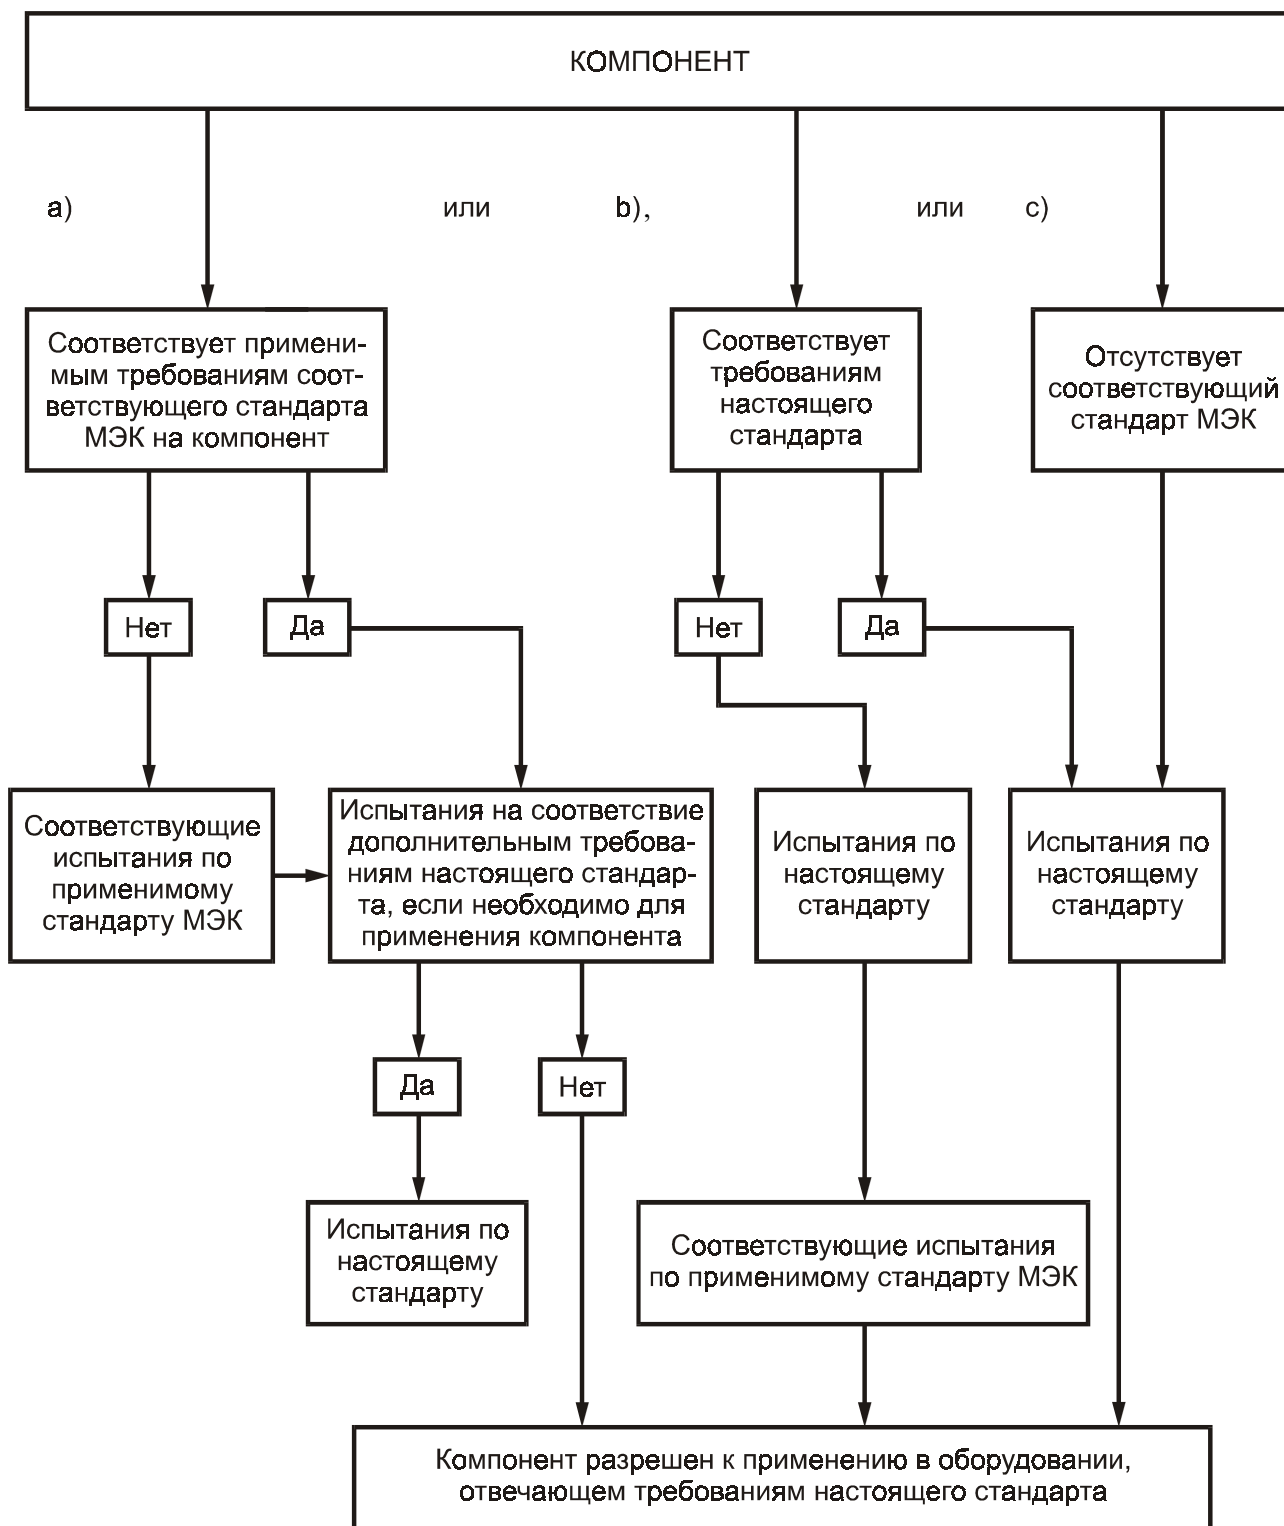 КОМПОНЕНТ
а)
или
b),
или
с)
Соответствует примени-
мым требованиям соот-
ветствующего стандарта
МЭК на компонент
Соответствует
требованиям
настоящего
стандарта
Отсутствует
соответствующий
стандарт МЭК
Нет
Да
Нет
Да
Соответствующие
испытания по
применимому
стандарту МЭК
Испытания на соответствие
дополнительным требова-
ниям настоящего стандар-
та, если необходимо для
применения компонента
Испытания по
настоящему
стандарту
Испытания по
настоящему
стандарту
Да
Нет
Испытания по
настоящему
стандарту
Соответствующие испытания
по применимому стандарту МЭК
Компонент разрешен к применению в оборудовании,
отвечающем требованиям настоящего стандарта